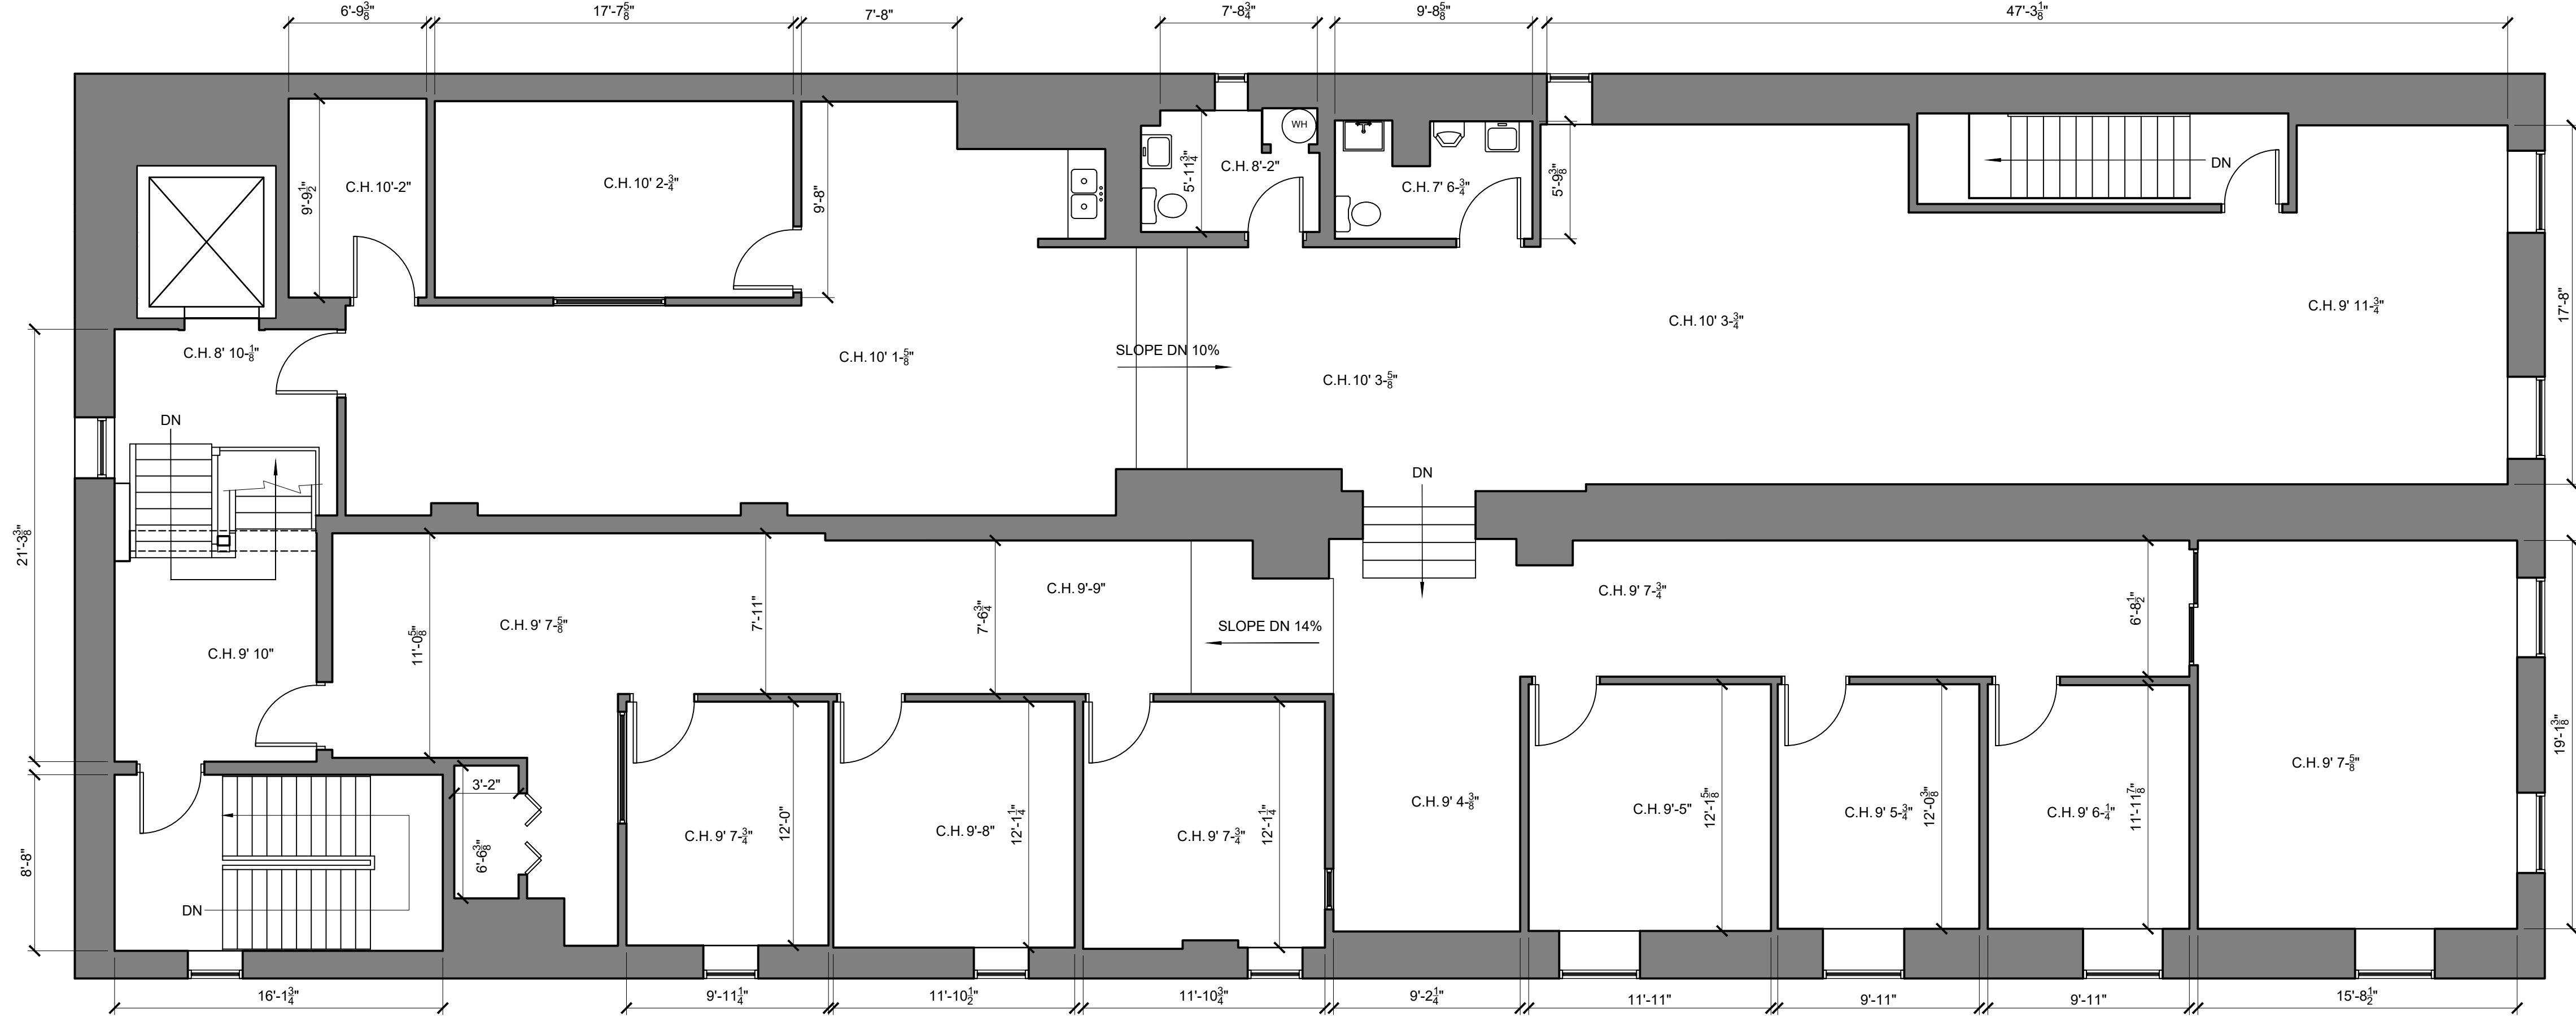 6'-9 3/8"
17'-7 5/8"
7'-8"
7'-8 3/4"
9'-8 5/8"
47'-3 1/8"
WH
9'-9 1/2"
C.H. 10'-2"
C.H. 10' 2-3/4"
9'-8"
5'-11 3/4"
C.H. 8'-2"
C.H. 7' 6-3/4"
5'-9 3/8"
DN
C.H. 8' 10-1/8"
C.H. 10' 1-5/8"
SLOPE DN 10%
C.H. 10' 3-5/8"
C.H. 10' 3-3/4"
C.H. 9' 11-3/4"
17'-8"
DN
DN
21'-3 3/8"
C.H. 9' 10"
11'-0 5/8"
C.H. 9' 7-5/8"
7'-11"
7'-6 3/4"
C.H. 9'-9"
SLOPE DN 14%
C.H. 9' 7-3/4"
6'-8 1/2"
19'-1 3/8"
C.H. 9' 7-5/8"
8'-8"
DN
3'-2"
6'-6 3/8"
C.H. 9' 7-3/4"
12'-0"
C.H. 9'-8"
12'-1 1/4"
C.H. 9' 7-3/4"
12'-1 1/4"
C.H. 9' 4-3/8"
C.H. 9'-5"
12'-1 5/8"
C.H. 9' 5-3/4"
12'-0 3/8"
C.H. 9' 6-1/4"
11'-11 7/8"
16'-1 3/4"
9'-11 1/4"
11'-10 1/2"
11'-10 3/4"
9'-2 1/4"
11'-11"
9'-11"
9'-11"
15'-8 1/2"